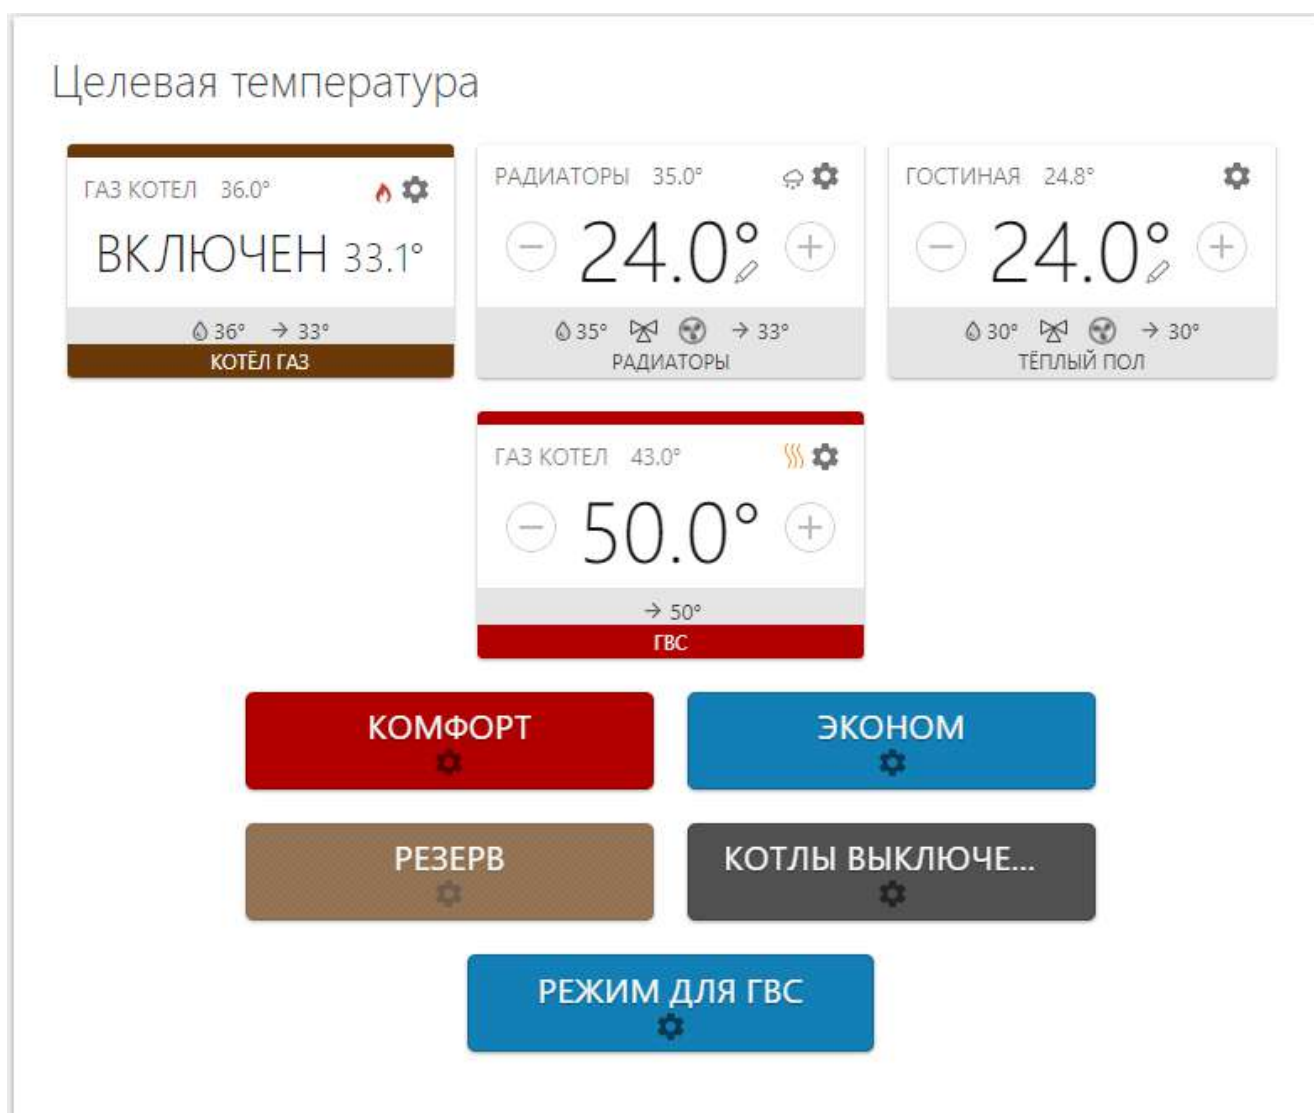 Целевая температура
ГАЗ КОТЕЛ 36.0°
ВКЛЮЧЕН 33.1°
36° → 33°
КОТЁЛ ГАЗ
РАДИАТОРЫ 35.0°
24.0°
35° → 33°
РАДИАТОРЫ
ГОСТИНАЯ 24.8°
24.0°
30° → 30°
ТЁПЛЫЙ ПОЛ
ГАЗ КОТЕЛ 43.0°
50.0°
→ 50°
ГВС
КОМФОРТ
ЭКОНОМ
РЕЗЕРВ
КОТЛЫ ВЫКЛЮЧЕ...
РЕЖИМ ДЛЯ ГВС